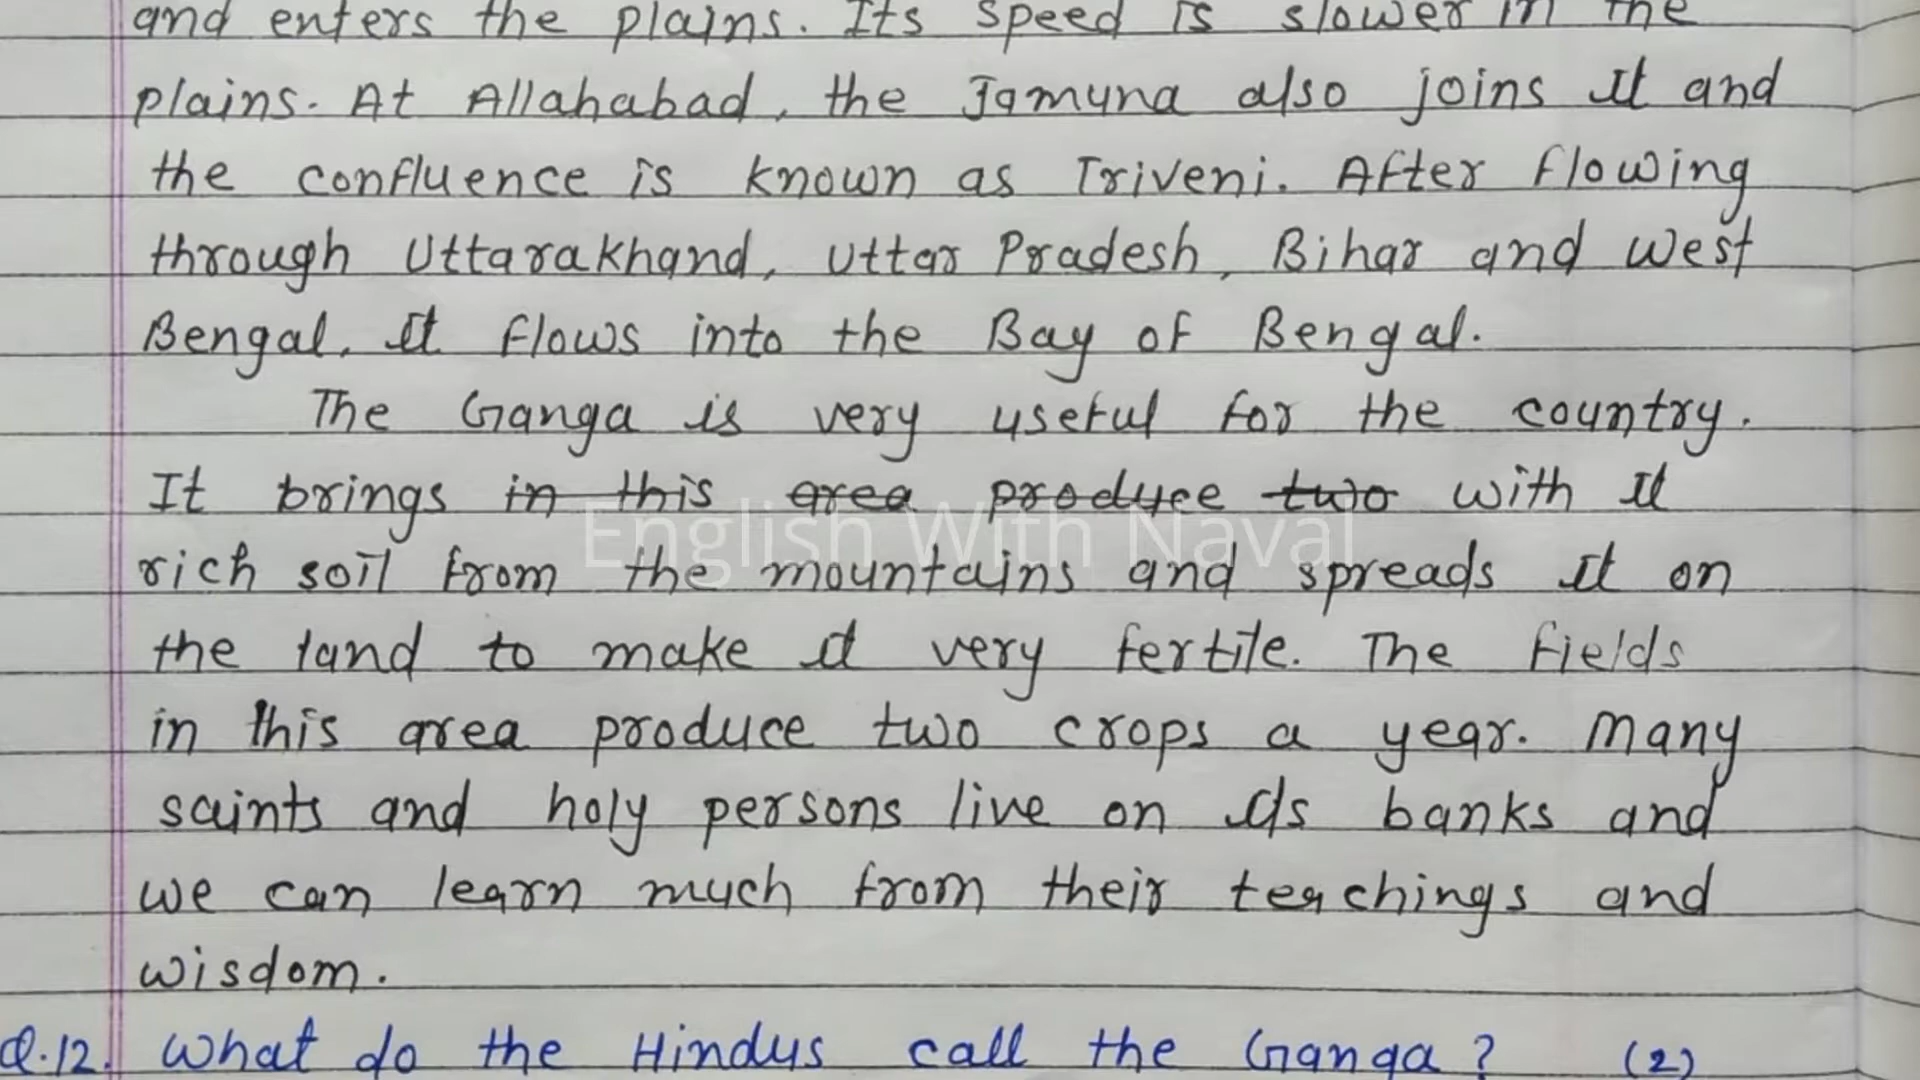 and enters the plains. Its speed is slower in the
plains. At Allahabad, the Jamuna also joins it and
the confluence is known as Triveni. After flowing
through Uttarakhand, Uttar Pradesh, Bihar and West
Bengal, it flows into the Bay of Bengal.
The Ganga is very useful for the country.
It brings in this area produce two with it
English With Naval
rich soil from the mountains and spreads it on
the land to make it very fertile. The fields
in this area produce two crops a year. Many
saints and holy persons live on its banks and
we can learn much from their teachings and
wisdom.
Q.12. What do the Hindus call the Ganga? (2)